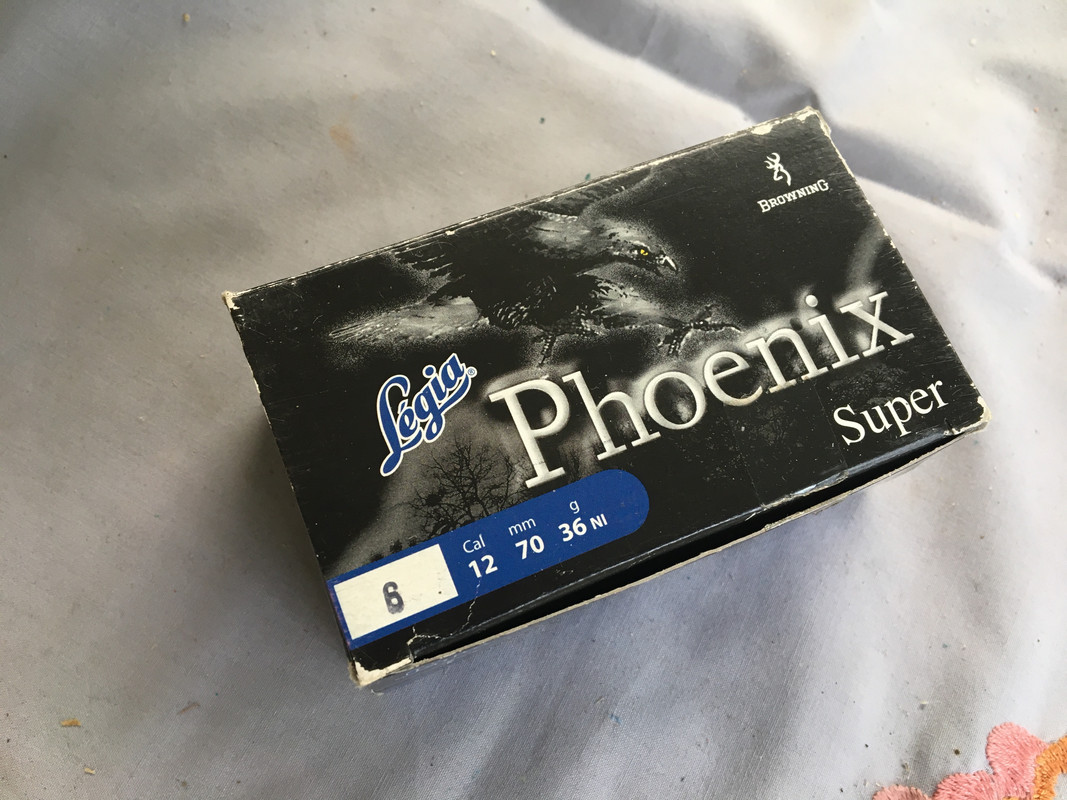 BROWNING
Légia®
Phoenix
Super
Cal mm g
12 70 36 NI
6